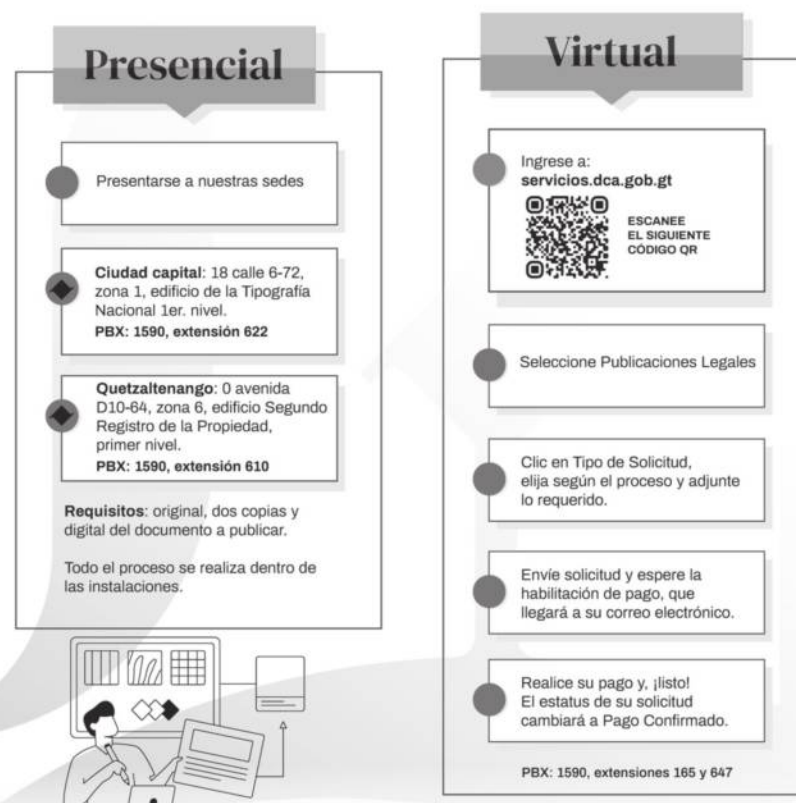 Presencial
Presentarse a nuestras sedes
Ciudad capital: 18 calle 6-72,
zona 1, edificio de la Tipografía
Nacional 1er. nivel.
PBX: 1590, extensión 622
Quetzaltenango: 0 avenida
D10-64, zona 6, edificio Segundo
Registro de la Propiedad,
primer nivel.
PBX: 1590, extensión 610
Requisitos: original, dos copias y
digital del documento a publicar.
Todo el proceso se realiza dentro de
las instalaciones.
Virtual
Ingrese a:
servicios.dca.gob.gt
ESCANEE
EL SIGUIENTE
CÓDIGO QR
Seleccione Publicaciones Legales
Clic en Tipo de Solicitud,
elija según el proceso y adjunte
lo requerido.
Envíe solicitud y espere la
habilitación de pago, que
llegará a su correo electrónico.
Realice su pago y, ¡listo!
El estatus de su solicitud
cambiará a Pago Confirmado.
PBX: 1590, extensiones 165 y 647